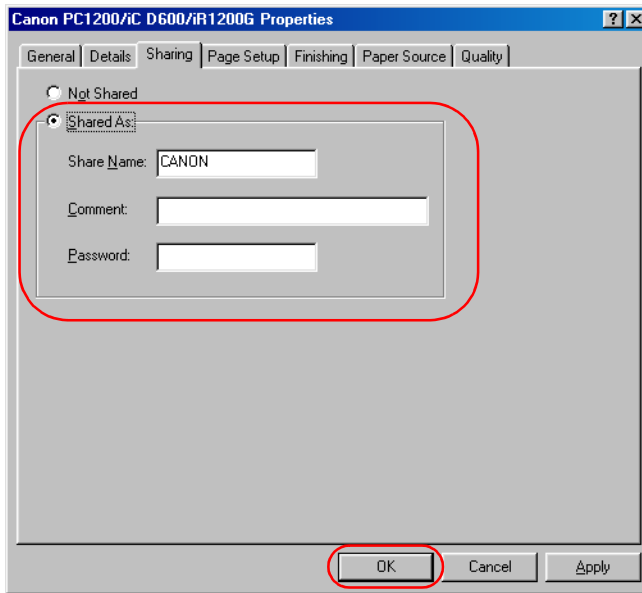 Canon PC1200/iC D600/iR1200G Properties
General Details Sharing Page Setup Finishing Paper Source Quality
Not Shared
Shared As:
Share Name: CANON
Comment:
Password:
OK Cancel Apply